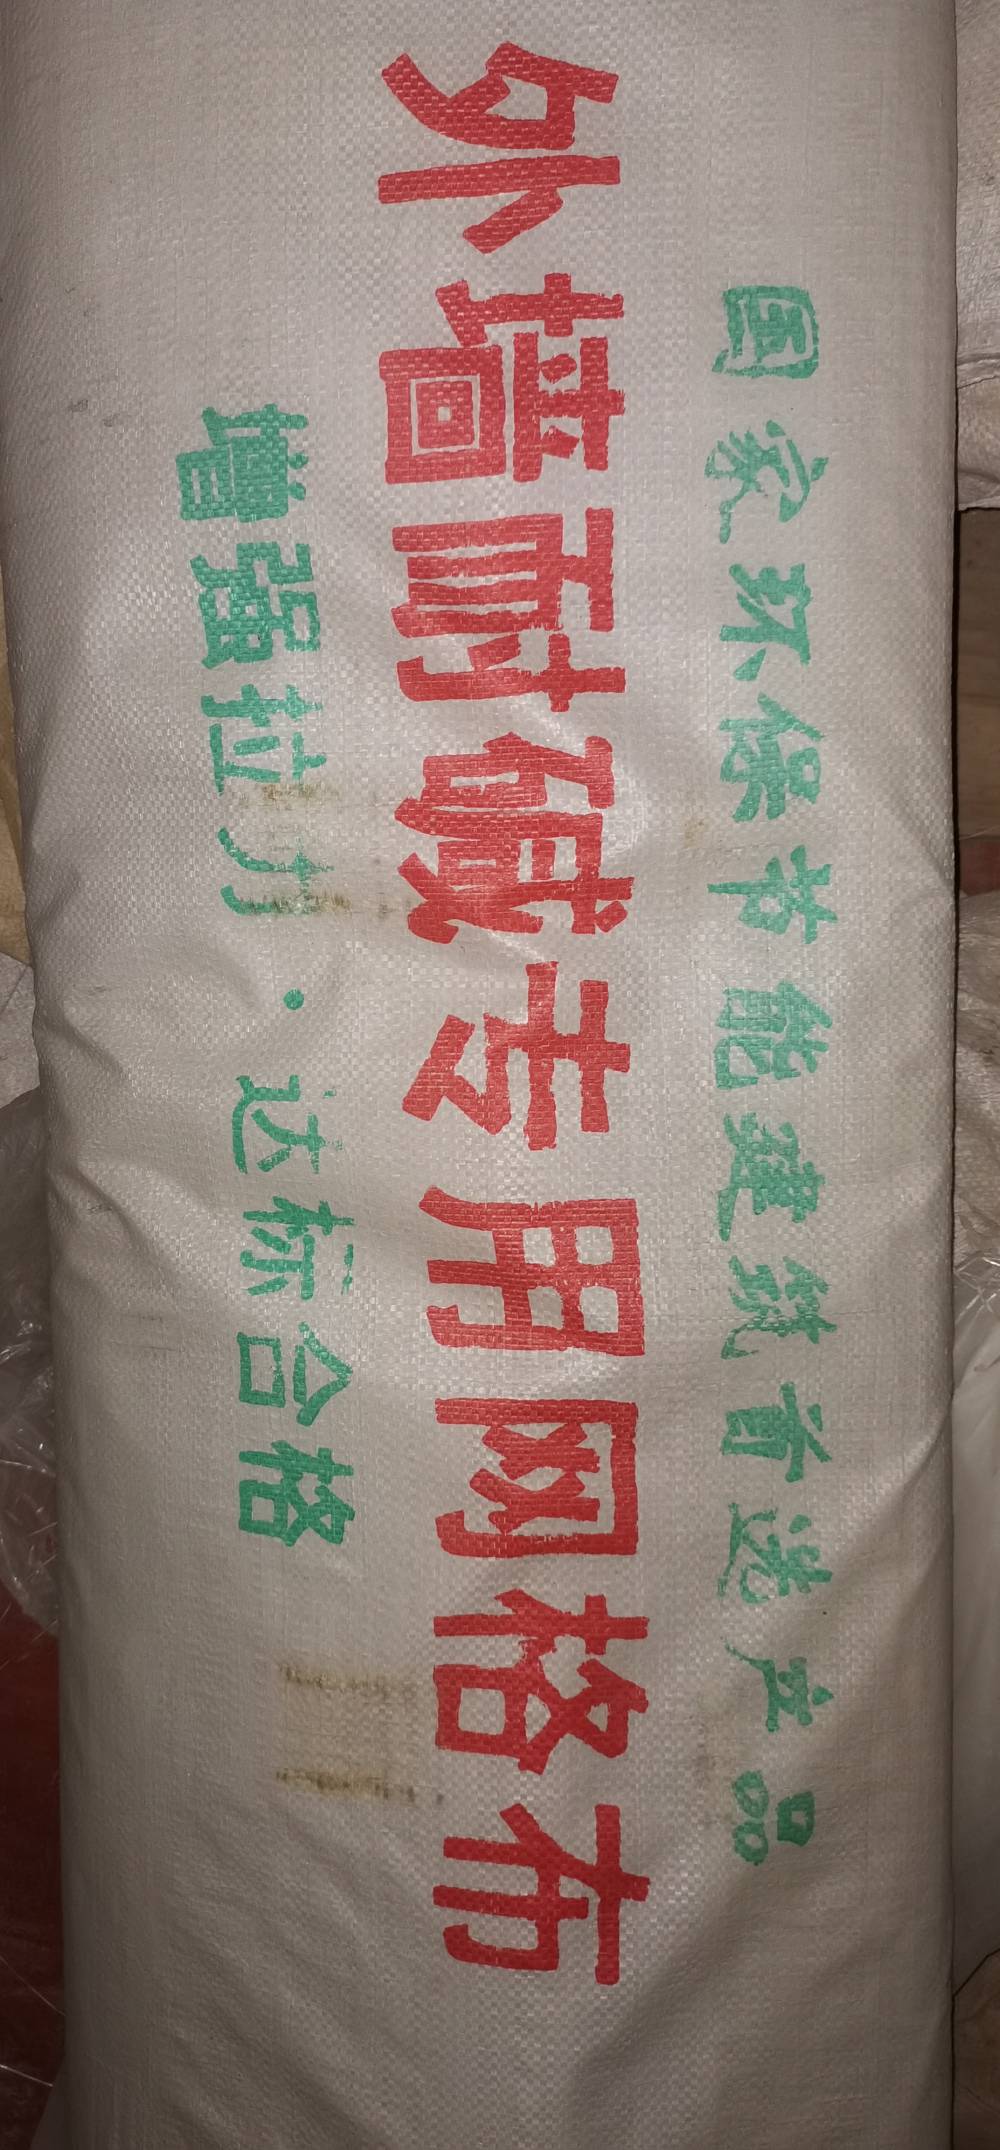 国家环保节能建筑首选产品
外墙耐碱专用网格布
增强拉力·达标合格